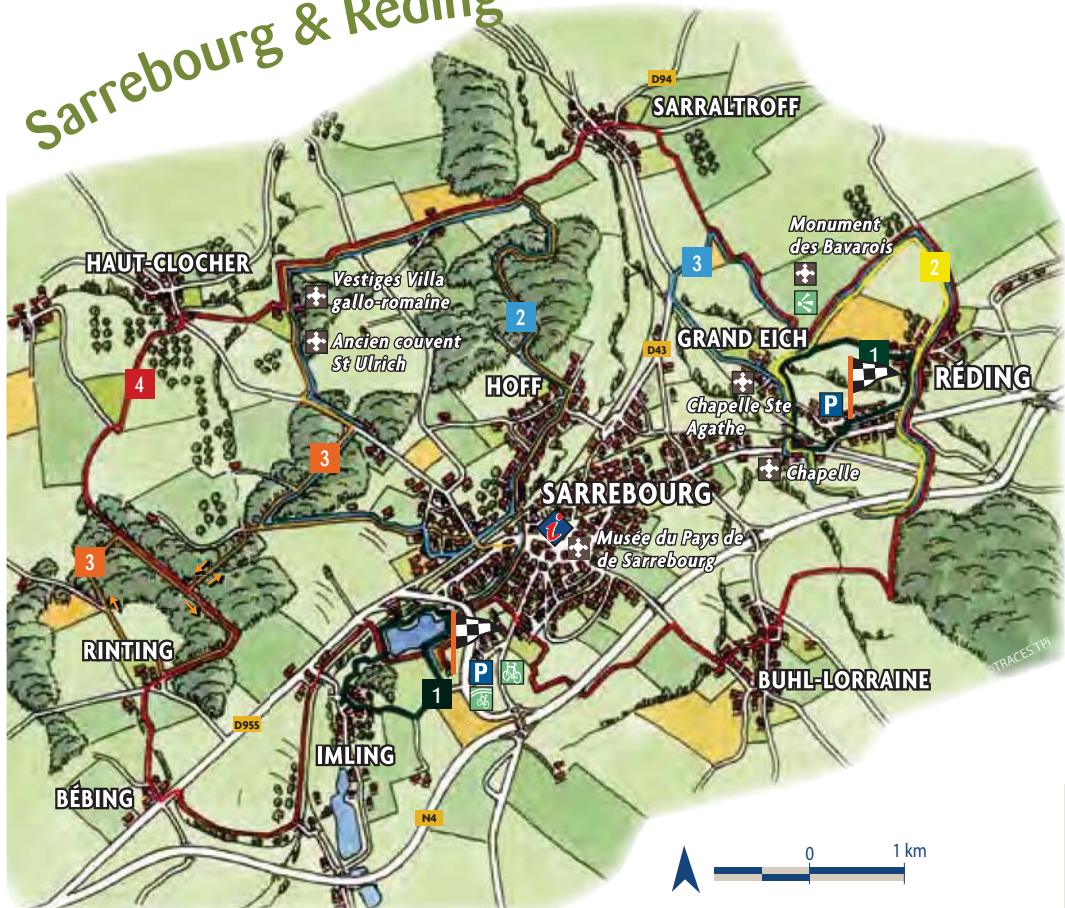 Sarrebourg & Réding
D94
SARRALTROFF
Monument
des Bavarois
HAUT-CLOCHER
Vestiges Villa
gallo-romaine
3
2
2
Ancien couvent
St Ulrich
GRAND EICH
1
D43
4
HOFF
RÉDING
P
Chapelle Ste
Agathe
3
Chapelle
SARREBOURG
i
Musée du Pays de
de Sarrebourg
3
RINTING
©TRACES TPi
P
BUHL-LORRAINE
1
D955
IMLING
BÉBING
N4
0
1 km